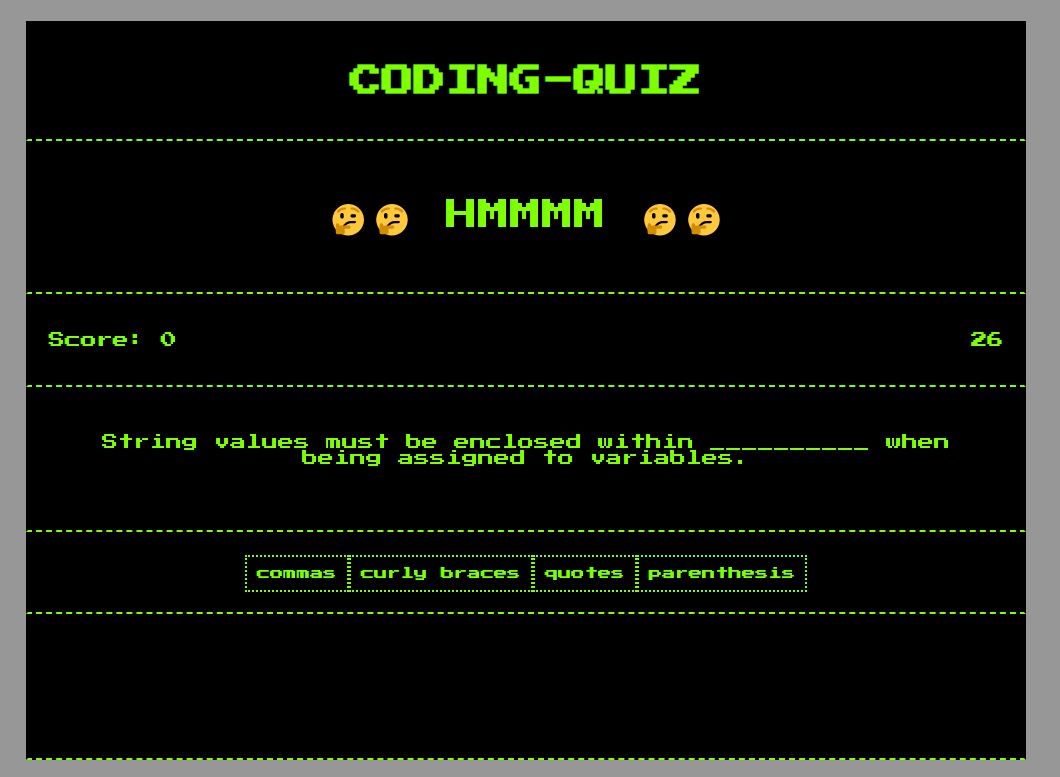 CODING-QUIZ
🤔🤔 HMMMM 🤔🤔
Score: 0
26
String values must be enclosed within __________ when
being assigned to variables.
commas
curly braces
quotes
parenthesis